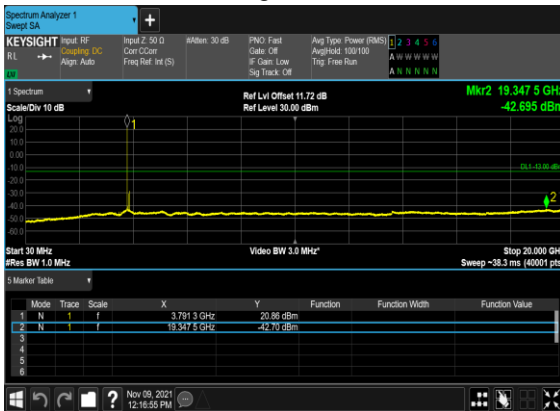 Spectrum Analyzer 1
Swept SA
KEYSIGHT Input: RF Input Z: 50 Ω #Atten: 30 dB PNO: Fast Avg Type: Power (RMS) 1 2 3 4 5 6
RL Coupling: DC Corr CCorr Gate: Off Avg|Hold: 100/100 A W W W W W
Align: Auto Freq Ref: Int (S) IF Gain: Low Trig: Free Run
Sig Track: Off A N N N N N
1 Spectrum Ref Lvl Offset 11.72 dB Mkr2 19.347 5 GHz
Scale/Div 10 dB Ref Level 30.00 dBm -42.695 dBm
Log
20.0
10.0
0.00
-10.0
DL1 -13.00 dBm
-20.0
-30.0
-40.0
-50.0
-60.0
1
2
Start 30 MHz Video BW 3.0 MHz* Stop 20.000 GH
#Res BW 1.0 MHz Sweep ~38.3 ms (40001 pts
5 Marker Table
Mode Trace Scale X Y Function Function Width Function Value
1 N 1 f 3.791 3 GHz 20.86 dBm
2 N 1 f 19.347 5 GHz -42.70 dBm
3
4
5
6
Nov 09, 2021
12:16:55 PM